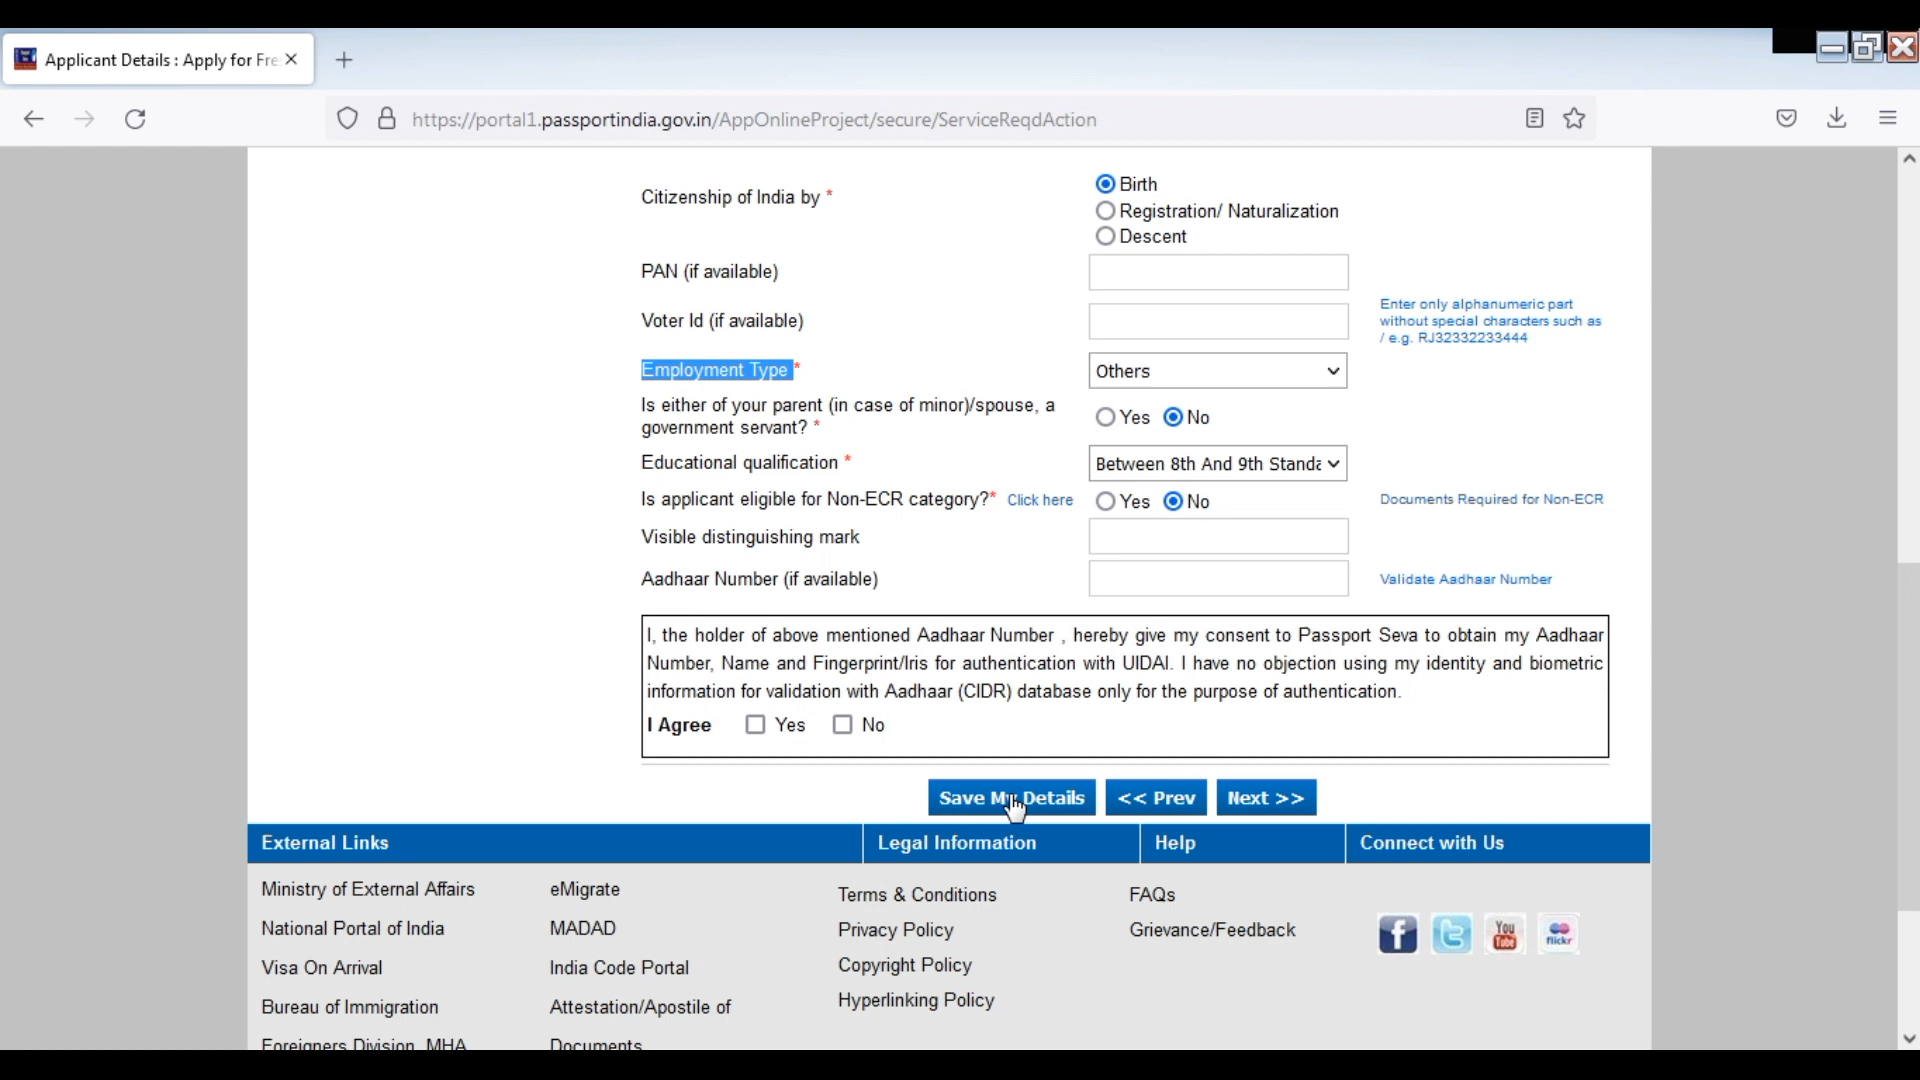 Applicant Details : Apply for Fre
https://portal1.passportindia.gov.in/AppOnlineProject/secure/ServiceReqdAction
Citizenship of India by *
Birth
Registration/ Naturalization
Descent
PAN (if available)
Voter Id (if available)
Enter only alphanumeric part
without special characters such as
/ e.g. RJ32332233444
Employment Type *
Others
Is either of your parent (in case of minor)/spouse, a
government servant? *
Yes No
Educational qualification *
Between 8th And 9th Standa
Is applicant eligible for Non-ECR category?* Click here
Yes No
Documents Required for Non-ECR
Visible distinguishing mark
Aadhaar Number (if available)
Validate Aadhaar Number
I, the holder of above mentioned Aadhaar Number , hereby give my consent to Passport Seva to obtain my Aadhaar
Number, Name and Fingerprint/Iris for authentication with UIDAI. I have no objection using my identity and biometric
information for validation with Aadhaar (CIDR) database only for the purpose of authentication.
I Agree Yes No
Save My Details << Prev Next >>
External Links Legal Information Help Connect with Us
Ministry of External Affairs
National Portal of India
Visa On Arrival
Bureau of Immigration
Foreigners Division, MHA
eMigrate
MADAD
India Code Portal
Attestation/Apostile of
Documents
Terms & Conditions
Privacy Policy
Copyright Policy
Hyperlinking Policy
FAQs
Grievance/Feedback
f
t
You
Tube
flickr